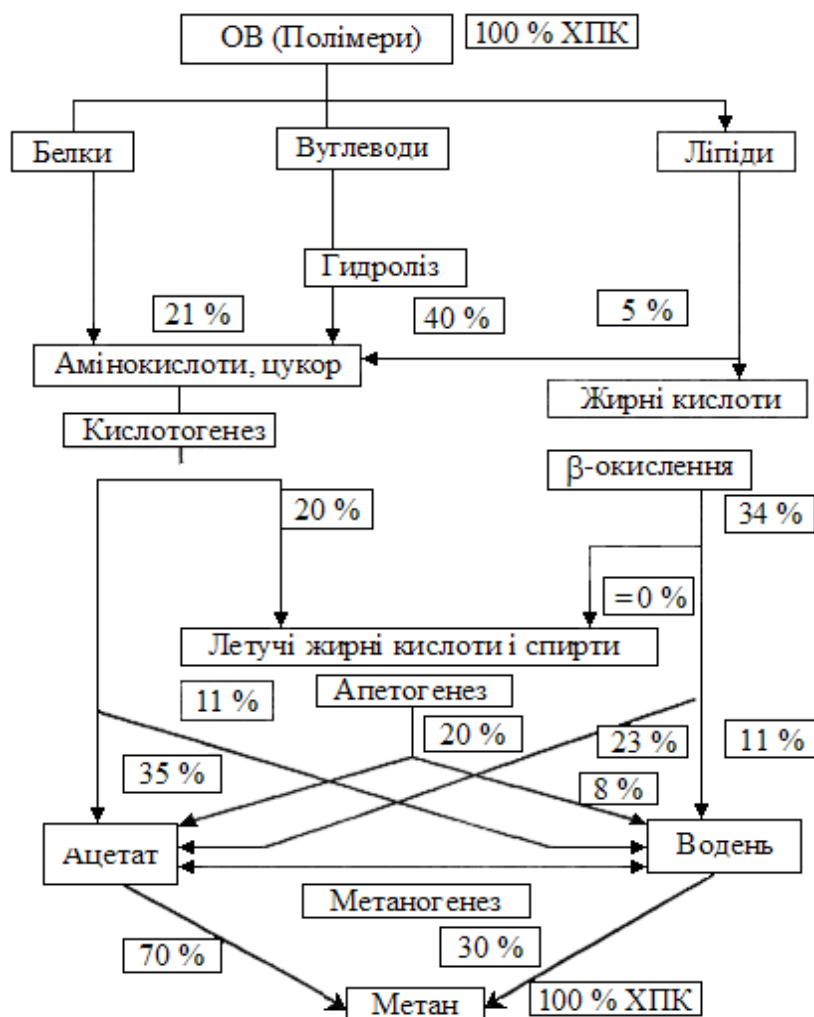 ОВ (Полімери)
100 % ХПК
Белки
Вуглеводи
Ліпіди
Гидроліз
21 %
40 %
5 %
Амінокислоти, цукор
Жирні кислоти
Кислотогенез
β-окислення
20 %
34 %
=0 %
Летучі жирні кислоти і спирти
11 %
Апетогенез
20 %
23 %
11 %
35 %
8 %
Ацетат
Водень
Метаногенез
70 %
30 %
Метан
100 % ХПК